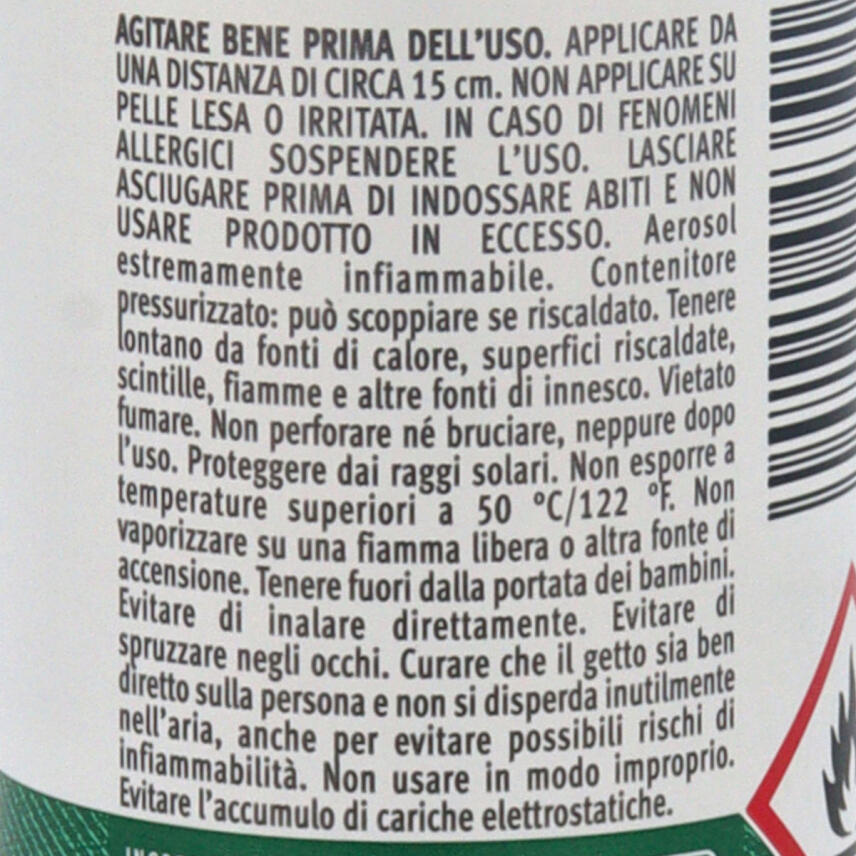 AGITARE BENE PRIMA DELL'USO. APPLICARE DA
UNA DISTANZA DI CIRCA 15 cm. NON APPLICARE SU
PELLE LESA O IRRITATA. IN CASO DI FENOMENI
ALLERGICI SOSPENDERE L'USO. LASCIARE
ASCIUGARE PRIMA DI INDOSSARE ABITI E NON
USARE PRODOTTO IN ECCESSO. Aerosol
estremamente infiammabile. Contenitore
pressurizzato: può scoppiare se riscaldato. Tenere
lontano da fonti di calore, superfici riscaldate,
scintille, fiamme e altre fonti di innesco. Vietato
fumare. Non perforare né bruciare, neppure dopo
l'uso. Proteggere dai raggi solari. Non esporre a
temperature superiori a 50 °C/122 °F. Non
vaporizzare su una fiamma libera o altra fonte di
accensione. Tenere fuori dalla portata dei bambini.
Evitare di inalare direttamente. Evitare di
spruzzare negli occhi. Curare che il getto sia ben
diretto sulla persona e non si disperda inutilmente
nell'aria, anche per evitare possibili rischi di
infiammabilità. Non usare in modo improprio.
Evitare l'accumulo di cariche elettrostatiche.